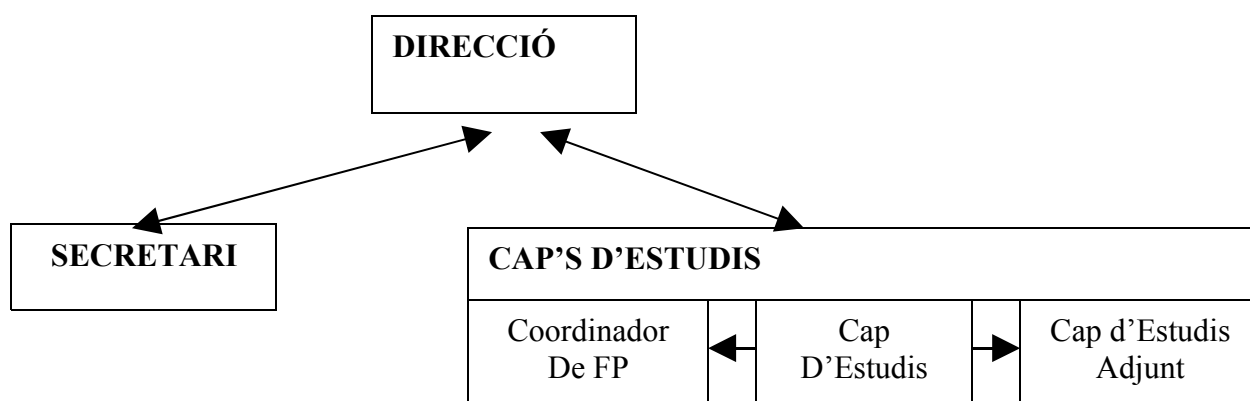 DIRECCIÓ
SECRETARI
CAP’S D’ESTUDIS
Coordinador
De FP
Cap
D’Estudis
Cap d’Estudis
Adjunt